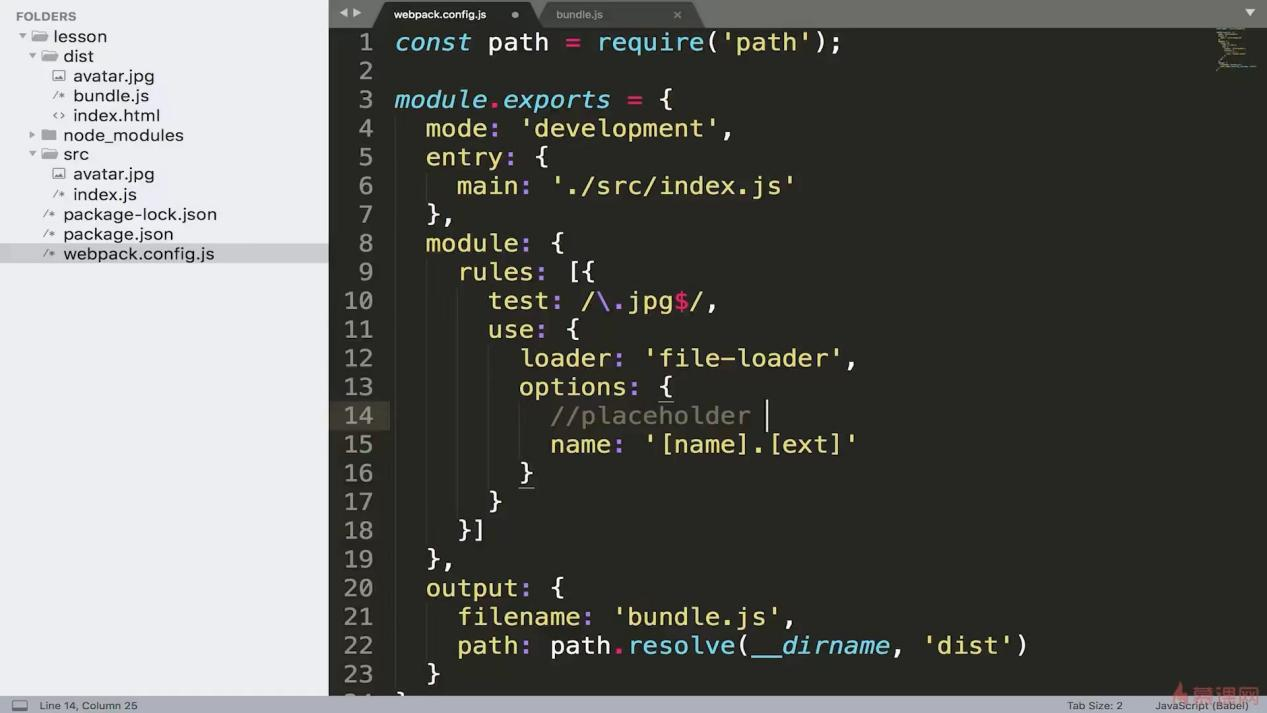 FOLDERS
lesson
dist
avatar.jpg
bundle.js
index.html
node_modules
src
avatar.jpg
index.js
package-lock.json
package.json
webpack.config.js
webpack.config.js
bundle.js
1 const path = require('path');
2
3 module.exports = {
4 mode: 'development',
5 entry: {
6 main: './src/index.js'
7 },
8 module: {
9 rules: [{
10 test: /\.jpg$/,
11 use: {
12 loader: 'file-loader',
13 options: {
14 //placeholder
15 name: '[name].[ext]'
16 }
17 }
18 }]
19 },
20 output: {
21 filename: 'bundle.js',
22 path: path.resolve(__dirname, 'dist')
23 }
Line 14, Column 25
Tab Size: 2
JavaScript (Babel)
慕课网